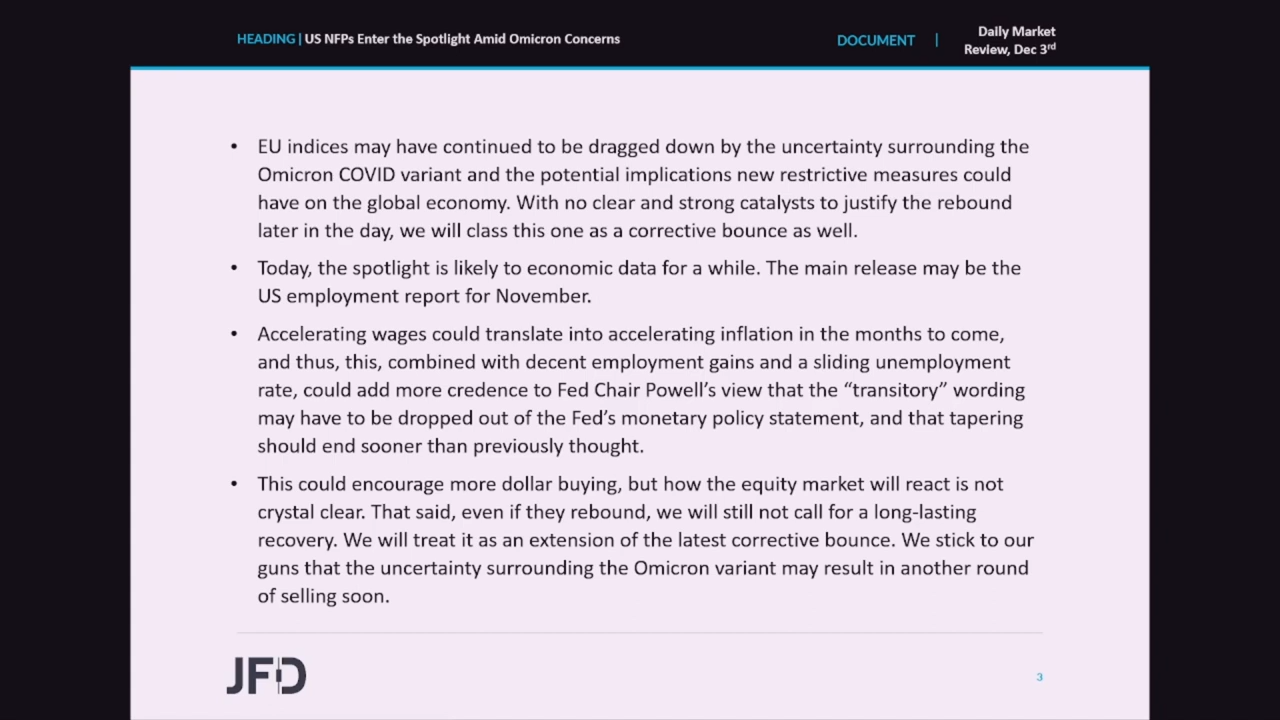 HEADING | US NFPs Enter the Spotlight Amid Omicron Concerns
DOCUMENT | Daily Market
Review, Dec 3rd
• EU indices may have continued to be dragged down by the uncertainty surrounding the
Omicron COVID variant and the potential implications new restrictive measures could
have on the global economy. With no clear and strong catalysts to justify the rebound
later in the day, we will class this one as a corrective bounce as well.
• Today, the spotlight is likely to economic data for a while. The main release may be the
US employment report for November.
• Accelerating wages could translate into accelerating inflation in the months to come,
and thus, this, combined with decent employment gains and a sliding unemployment
rate, could add more credence to Fed Chair Powell’s view that the “transitory” wording
may have to be dropped out of the Fed’s monetary policy statement, and that tapering
should end sooner than previously thought.
• This could encourage more dollar buying, but how the equity market will react is not
crystal clear. That said, even if they rebound, we will still not call for a long-lasting
recovery. We will treat it as an extension of the latest corrective bounce. We stick to our
guns that the uncertainty surrounding the Omicron variant may result in another round
of selling soon.
JFD
3